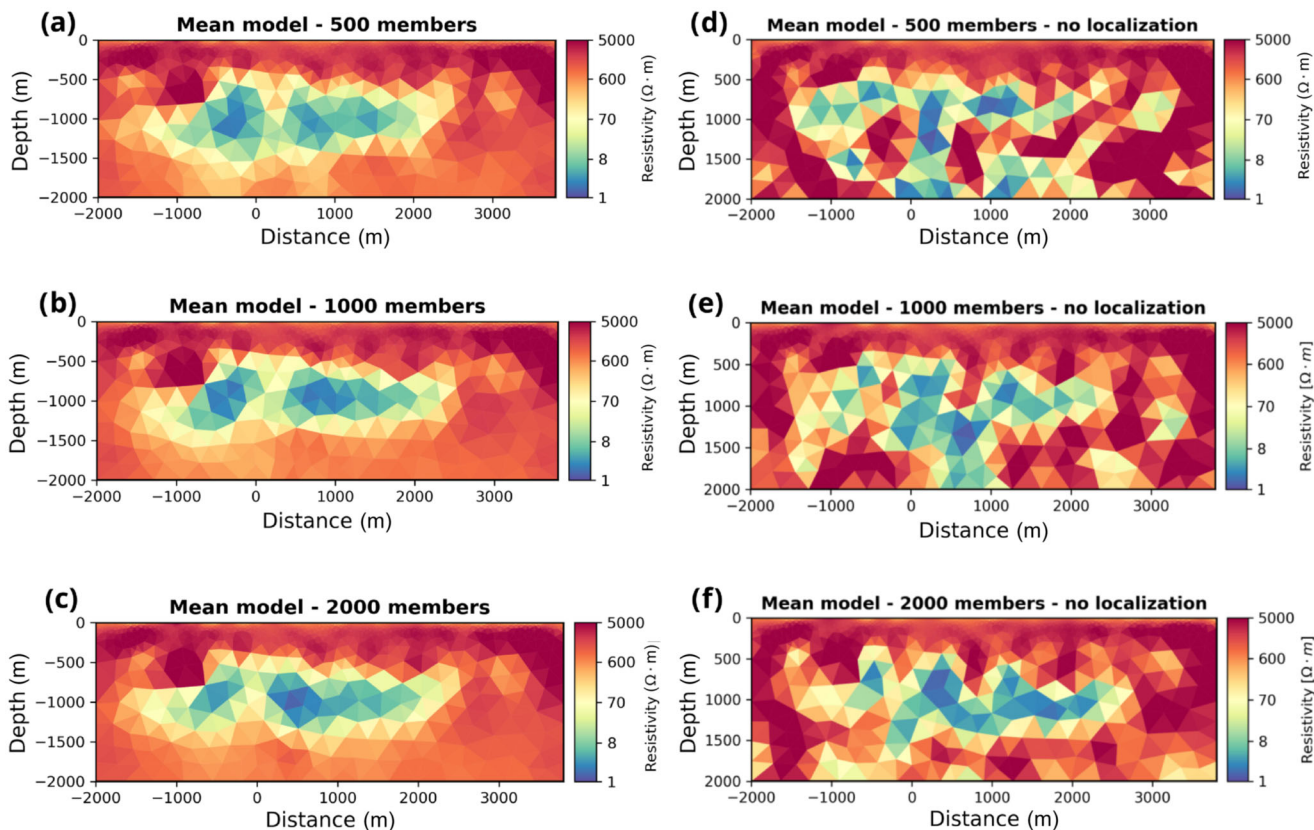 (a)
Mean model - 500 members
0
−500
−1000
−1500
−2000
Depth (m)
−2000 −1000 0 1000 2000 3000
Distance (m)
5000
600
70
8
1
Resistivity (Ω · m)
(d)
Mean model - 500 members - no localization
0
−500
−1000
−1500
−2000
Depth (m)
−2000 −1000 0 1000 2000 3000
Distance (m)
5000
600
70
8
1
Resistivity (Ω · m)
(b)
Mean model - 1000 members
0
−500
−1000
−1500
−2000
Depth (m)
−2000 −1000 0 1000 2000 3000
Distance (m)
5000
600
70
8
1
Resistivity (Ω · m)
(e)
Mean model - 1000 members - no localization
0
−500
−1000
−1500
−2000
Depth (m)
−2000 −1000 0 1000 2000 3000
Distance (m)
5000
600
70
8
1
Resistivity [Ω · m]
(c)
Mean model - 2000 members
0
−500
−1000
−1500
−2000
Depth (m)
−2000 −1000 0 1000 2000 3000
Distance (m)
5000
600
70
8
1
Resistivity (Ω · m)
(f)
Mean model - 2000 members - no localization
0
−500
−1000
−1500
−2000
Depth (m)
−2000 −1000 0 1000 2000 3000
Distance (m)
5000
600
70
8
1
Resistivity [Ω · m]